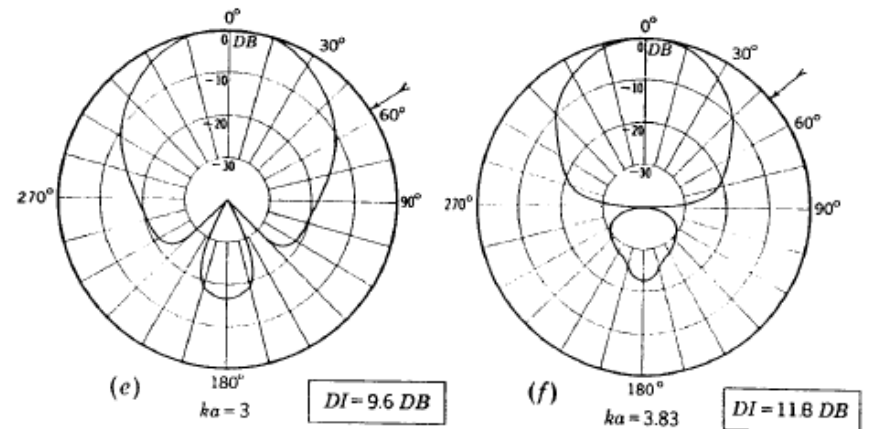 0°
0 DB
30°
-10
60°
-20
-30
270°
90°
180°
(e)
ka = 3
DI = 9.6 DB
0°
0 DB
30°
-10
60°
-20
-30
270°
90°
180°
(f)
ka = 3.83
DI = 11.8 DB